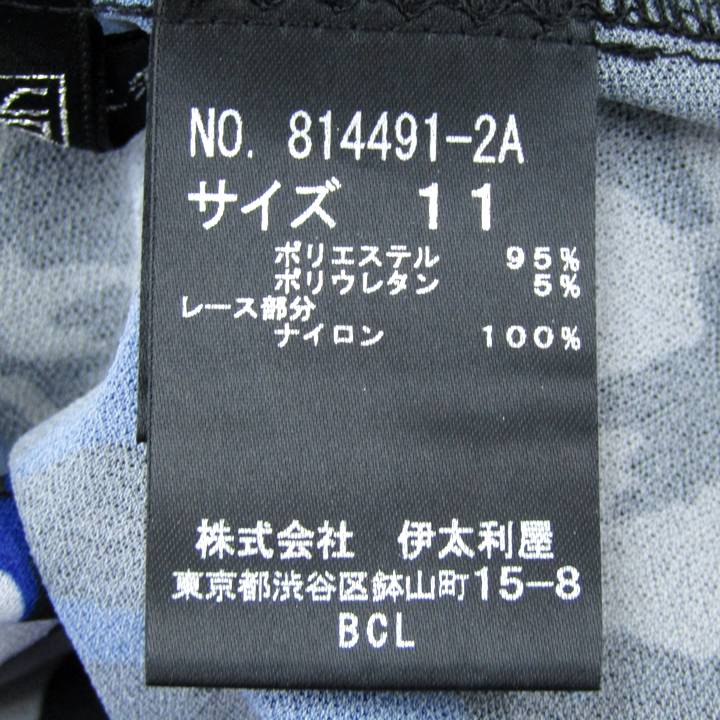 NO. 814491-2A
サイズ　11
ポリエステル　95%
ポリウレタン　5%
レース部分
ナイロン　100%
株式会社　伊太利屋
東京都渋谷区鉢山町15-8
BCL